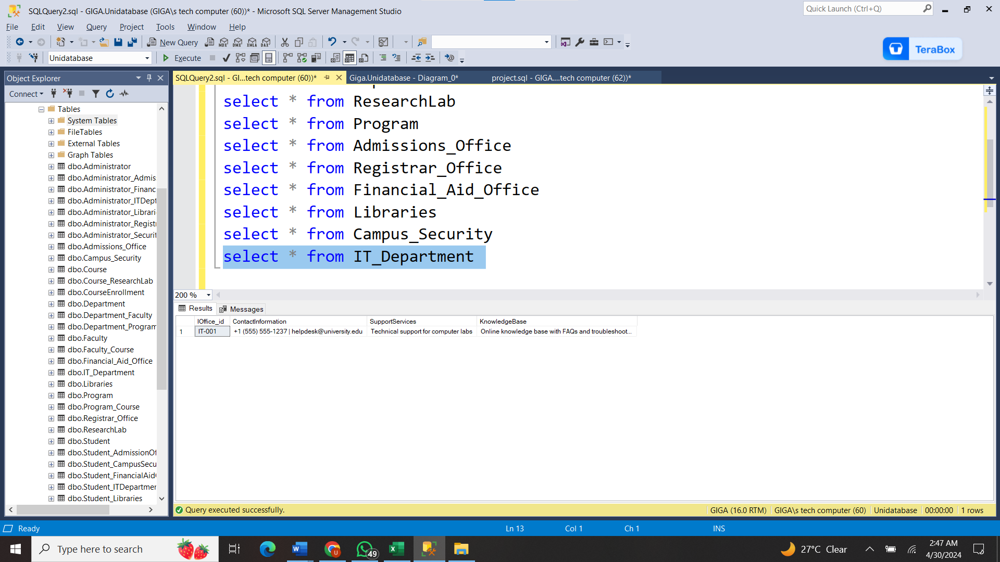 SQLQuery2.sql - GIGA.Unidatabase (GIGA\s tech computer (60))* - Microsoft SQL Server Management Studio
Quick Launch (Ctrl+Q)
File Edit View Query Project Tools Window Help
New Query MDX DMX XMLA DAX
TeraBox
Unidatabase Execute
Object Explorer
SQLQuery2.sql - GI...tech computer (60))* Giga.Unidatabase - Diagram_0* project.sql - GIGA....tech computer (62))*
Connect
Tables
System Tables
FileTables
External Tables
Graph Tables
dbo.Administrator
dbo.Administrator_Admis
dbo.Administrator_Financ
dbo.Administrator_ITDept
dbo.Administrator_Librari
dbo.Administrator_Registr
dbo.Administrator_Securit
dbo.Admissions_Office
dbo.Campus_Security
dbo.Course
dbo.Course_ResearchLab
dbo.CourseEnrollment
dbo.Department
dbo.Department_Faculty
dbo.Department_Program
dbo.Faculty
dbo.Faculty_Course
dbo.Financial_Aid_Office
dbo.IT_Department
dbo.Libraries
dbo.Program
dbo.Program_Course
dbo.Registrar_Office
dbo.ResearchLab
dbo.Student
dbo.Student_AdmissionOf
dbo.Student_CampusSecu
dbo.Student_FinancialAid
dbo.Student_ITDepartmer
dbo.Student_Libraries
select * from ResearchLab
select * from Program
select * from Admissions_Office
select * from Registrar_Office
select * from Financial_Aid_Office
select * from Libraries
select * from Campus_Security
select * from IT_Department
200 %
Results Messages
IOffice_id ContactInformation SupportServices KnowledgeBase
1 IT-001 +1 (555) 555-1237 | helpdesk@university.edu Technical support for computer labs Online knowledge base with FAQs and troubleshoot...
Query executed successfully. GIGA (16.0 RTM) GIGA\s tech computer (60) Unidatabase 00:00:00 1 rows
Ready Ln 13 Col 1 Ch 1 INS
Type here to search 49 27°C Clear 2:47 AM
4/30/2024